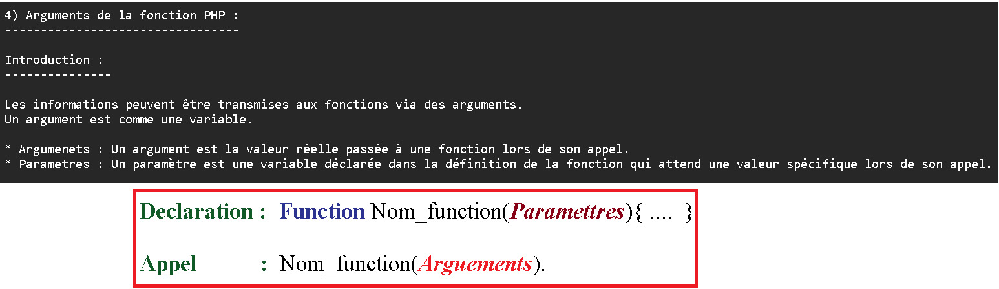 4) Arguments de la fonction PHP :
---------------------------------
Introduction :
---------------
Les informations peuvent être transmises aux fonctions via des arguments.
Un argument est comme une variable.
* Argumenets : Un argument est la valeur réelle passée à une fonction lors de son appel.
* Parametres : Un paramètre est une variable déclarée dans la définition de la fonction qui attend une valeur spécifique lors de son appel.
Declaration : Function Nom_function(Paramettres){ .... }
Appel : Nom_function(Arguements).